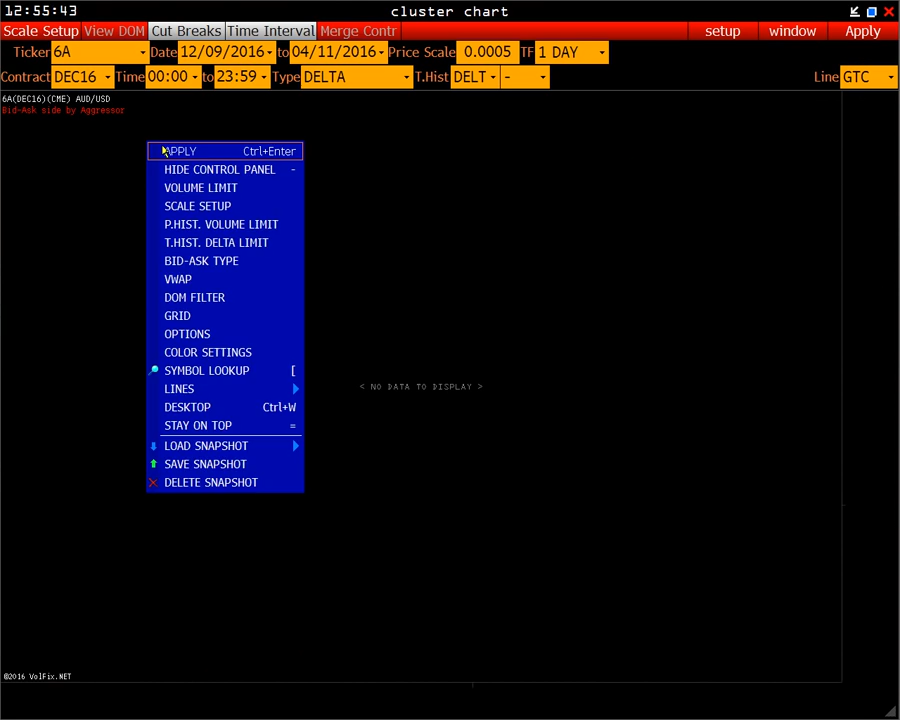 12:55:43 cluster chart
Scale Setup View DOM Cut Breaks Time Interval Merge Contr setup window Apply
Ticker 6A Date 12/09/2016 to 04/11/2016 Price Scale 0.0005 TF 1 DAY
Contract DEC16 Time 00:00 to 23:59 Type DELTA T.Hist DELT - Line GTC
6A(DEC16)(CME) AUD/USD
Bid-Ask side by Aggressor
APPLY Ctrl+Enter
HIDE CONTROL PANEL -
VOLUME LIMIT
SCALE SETUP
P.HIST. VOLUME LIMIT
T.HIST. DELTA LIMIT
BID-ASK TYPE
VWAP
DOM FILTER
GRID
OPTIONS
COLOR SETTINGS
SYMBOL LOOKUP [
LINES
< NO DATA TO DISPLAY >
DESKTOP Ctrl+W
STAY ON TOP =
LOAD SNAPSHOT
SAVE SNAPSHOT
DELETE SNAPSHOT
©2016 VolFix.NET